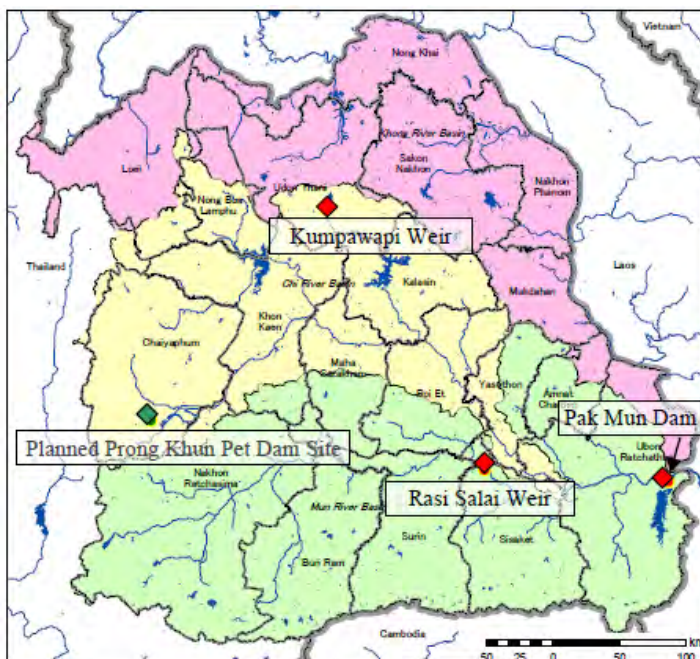 Vietnam
Nong Khai
Khong River Basin
Loei
Sakon
Nakhon
Udon Thani
Nakhon
Phanom
Nong Bua
Lamphu
Kumpawapi Weir
Thailand
Laos
Chi River Basin
Kalasin
Mukdahan
Khon
Kaen
Chaiyaphum
Maha
Sarakham
Roi Et
Yasothon
Amnat
Pak Mun Dam
Planned Prong Khun Pet Dam Site
Ubon
Ratchathani
Nakhon
Ratchasima
Rasi Salai Weir
Mun River Basin
Surin
Sisaket
Buri Ram
Cambodia
50 25 0 50 100
km